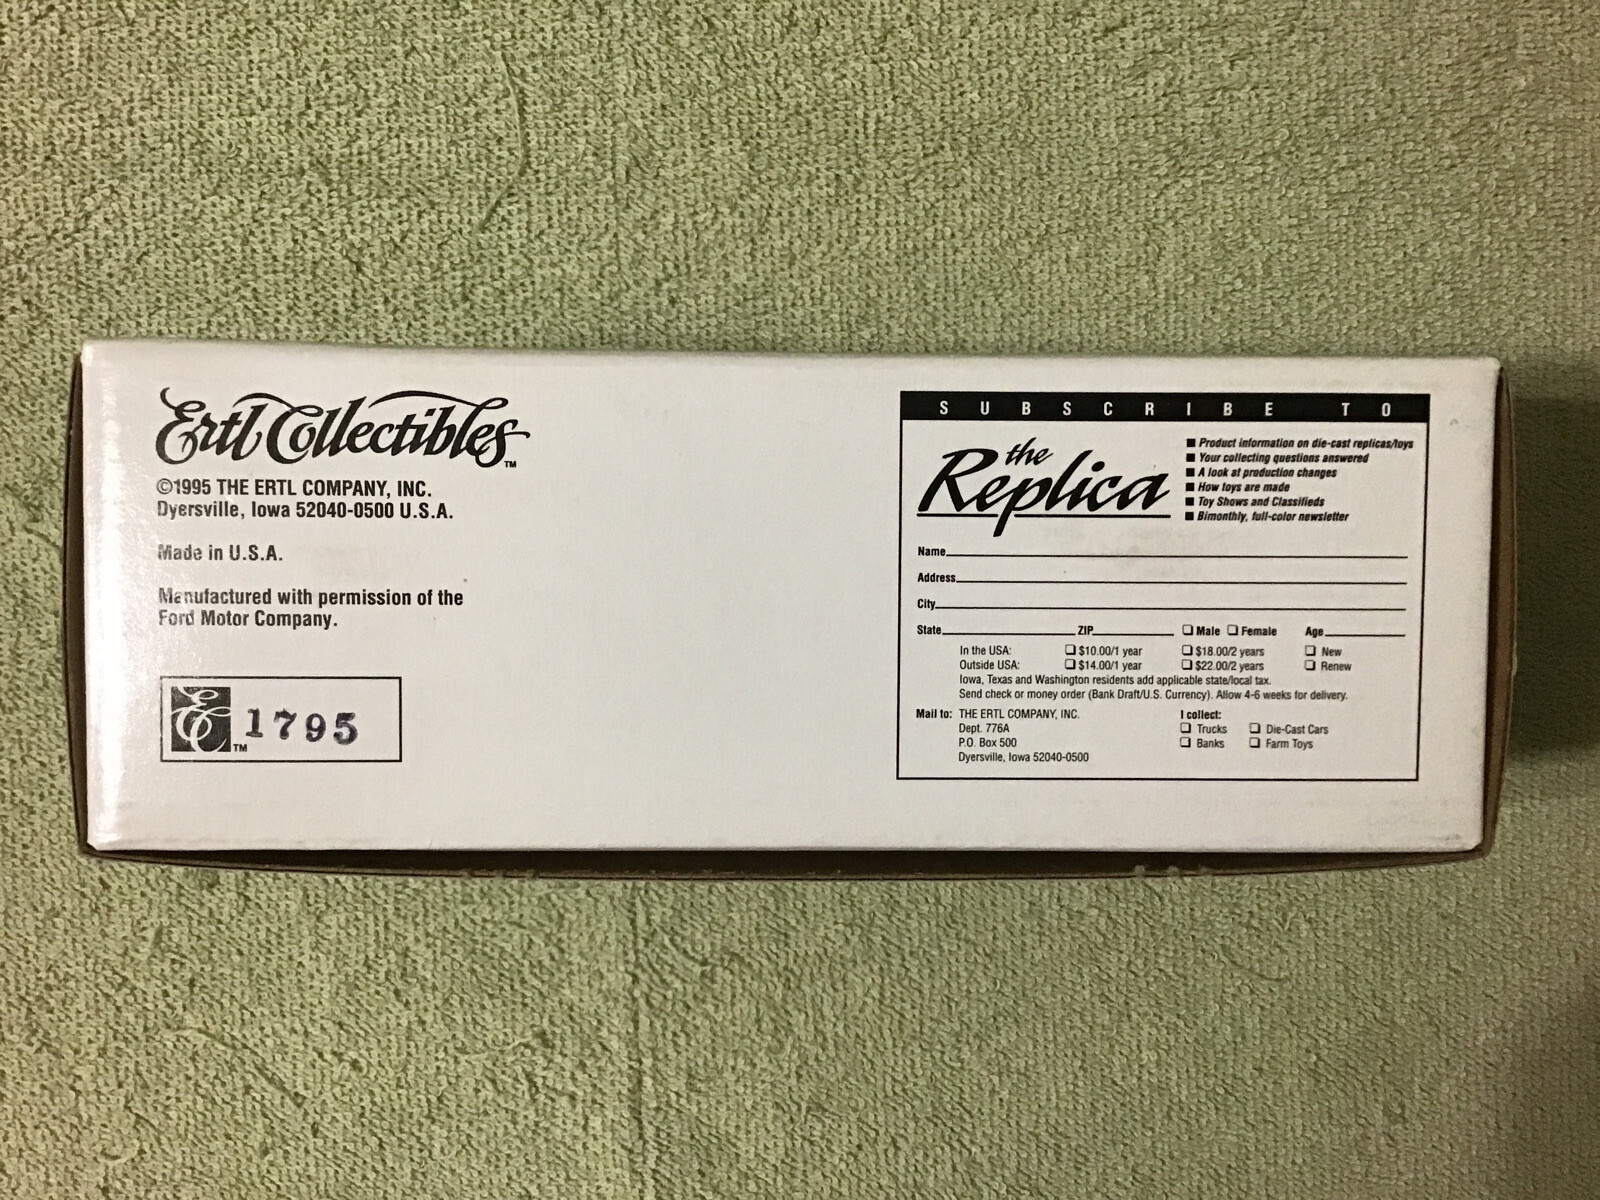 Ertl Collectibles™
©1995 THE ERTL COMPANY, INC.
Dyersville, Iowa 52040-0500 U.S.A.
Made in U.S.A.
Manufactured with permission of the
Ford Motor Company.
™ 1795
SUBSCRIBE TO
the
Replica
■ Product information on die-cast replicas/toys
■ Your collecting questions answered
■ A look at production changes
■ How toys are made
■ Toy Shows and Classifieds
■ Bimonthly, full-color newsletter
Name
Address
City
State ZIP ❏ Male ❏ Female Age
In the USA: ❏ $10.00/1 year ❏ $18.00/2 years ❏ New
Outside USA: ❏ $14.00/1 year ❏ $22.00/2 years ❏ Renew
Iowa, Texas and Washington residents add applicable state/local tax.
Send check or money order (Bank Draft/U.S. Currency). Allow 4-6 weeks for delivery.
Mail to: THE ERTL COMPANY, INC.
Dept. 776A
P.O. Box 500
Dyersville, Iowa 52040-0500
I collect:
❏ Trucks ❏ Die-Cast Cars
❏ Banks ❏ Farm Toys